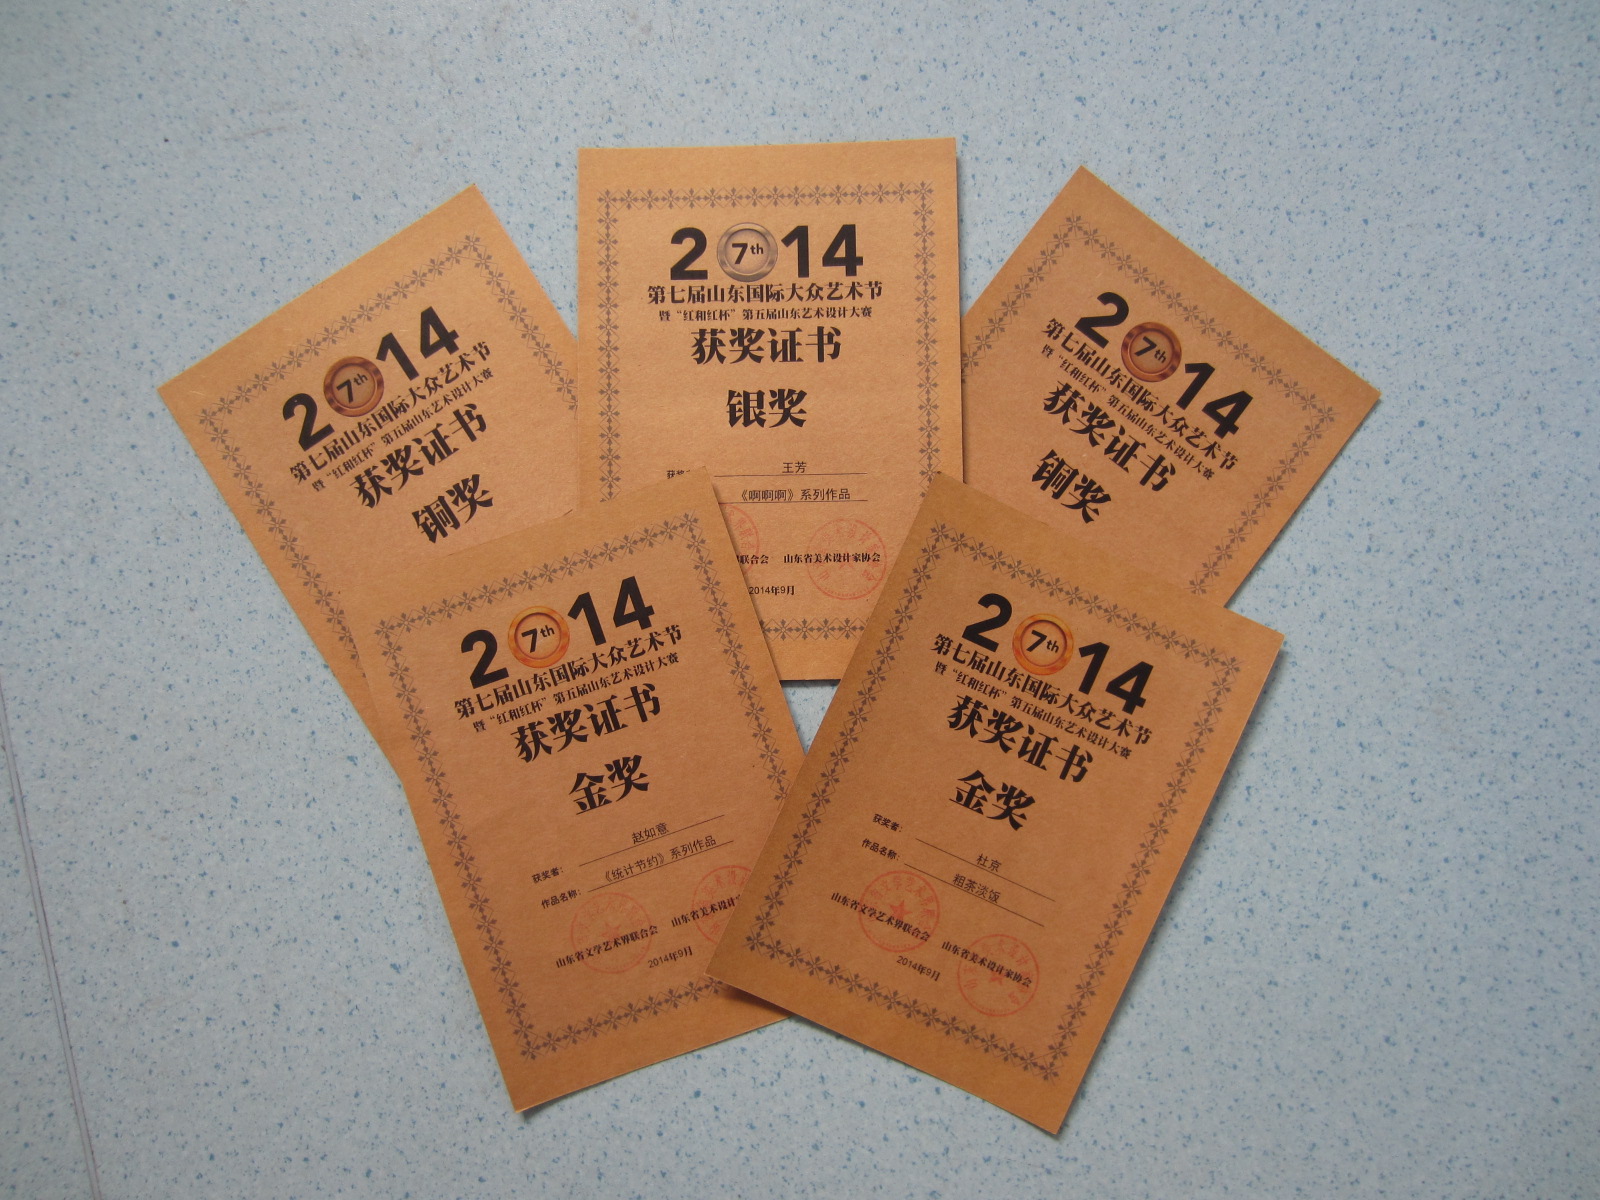 2014
7th
第七届山东国际大众艺术节
暨“红和红杯”第五届山东艺术设计大赛
获奖证书
铜奖
2014
7th
第七届山东国际大众艺术节
暨“红和红杯”第五届山东艺术设计大赛
获奖证书
银奖
获奖 王芳
《啊啊啊》系列作品
联合会 山东省美术设计家协会
2014年9月
2014
7th
第七届山东国际大众艺术节
暨“红和红杯”第五届山东艺术设计大赛
获奖证书
铜奖
2014
7th
第七届山东国际大众艺术节
暨“红和红杯”第五届山东艺术设计大赛
获奖证书
金奖
获奖者： 赵如意
作品名称： 《统计节约》系列作品
山东省文学艺术界联合会 山东省美术设计
2014年9月
2014
7th
第七届山东国际大众艺术节
暨“红和红杯”第五届山东艺术设计大赛
获奖证书
金奖
获奖者： 杜京
作品名称： 粗茶淡饭
山东省文学艺术界联合会 山东省美术设计家协会
2014年9月